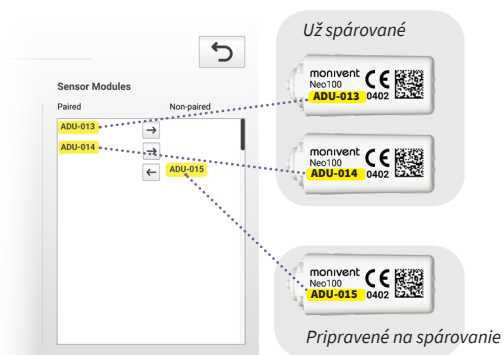 Už spárované
monivent
Neo100
ADU-013 0402
monivent
Neo100
ADU-014 0402
Sensor Modules
Paired Non-paired
ADU-013
ADU-014
ADU-015
monivent
Neo100
ADU-015 0402
Pripravené na spárovanie